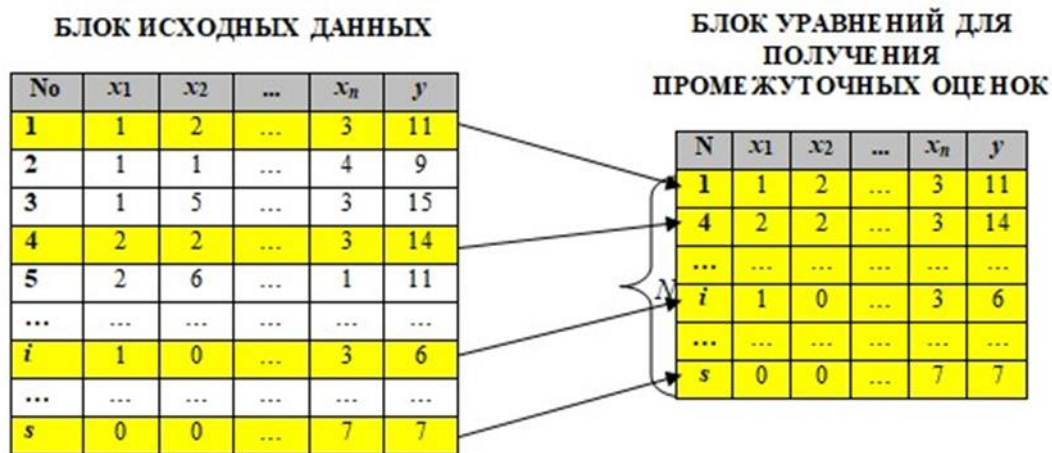 БЛОК ИСХОДНЫХ ДАННЫХ
No x1 x2 ... xn y
1 1 2 ... 3 11
2 1 1 ... 4 9
3 1 5 ... 3 15
4 2 2 ... 3 14
5 2 6 ... 1 11
... ... ... ... ... ...
i 1 0 ... 3 6
... ... ... ... ... ...
s 0 0 ... 7 7
БЛОК УРАВНЕНИЙ ДЛЯ
ПОЛУЧЕНИЯ
ПРОМЕЖУТОЧНЫХ ОЦЕНОК
N x1 x2 ... xn y
1 1 2 ... 3 11
4 2 2 ... 3 14
... ... ... ... ... ...
N
i 1 0 ... 3 6
... ... ... ... ... ...
s 0 0 ... 7 7